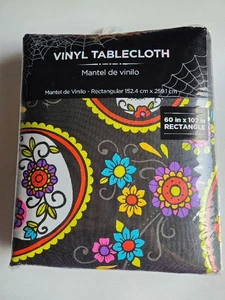 VINYL TABLECLOTH
Mantel de vinilo
Mantel de Vinilo - Rectangular 152.4 cm x 259.1 cm
60 in x 102 in
RECTANGLE